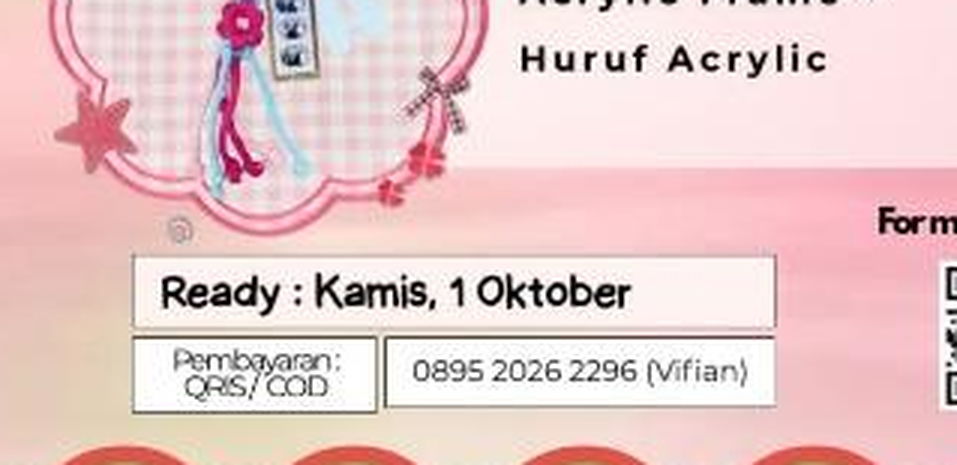 Huruf Acrylic
Ready : Kamis, 1 Oktober
Pembayaran :
QRIS / COD
0895 2026 2296 (Vifian)